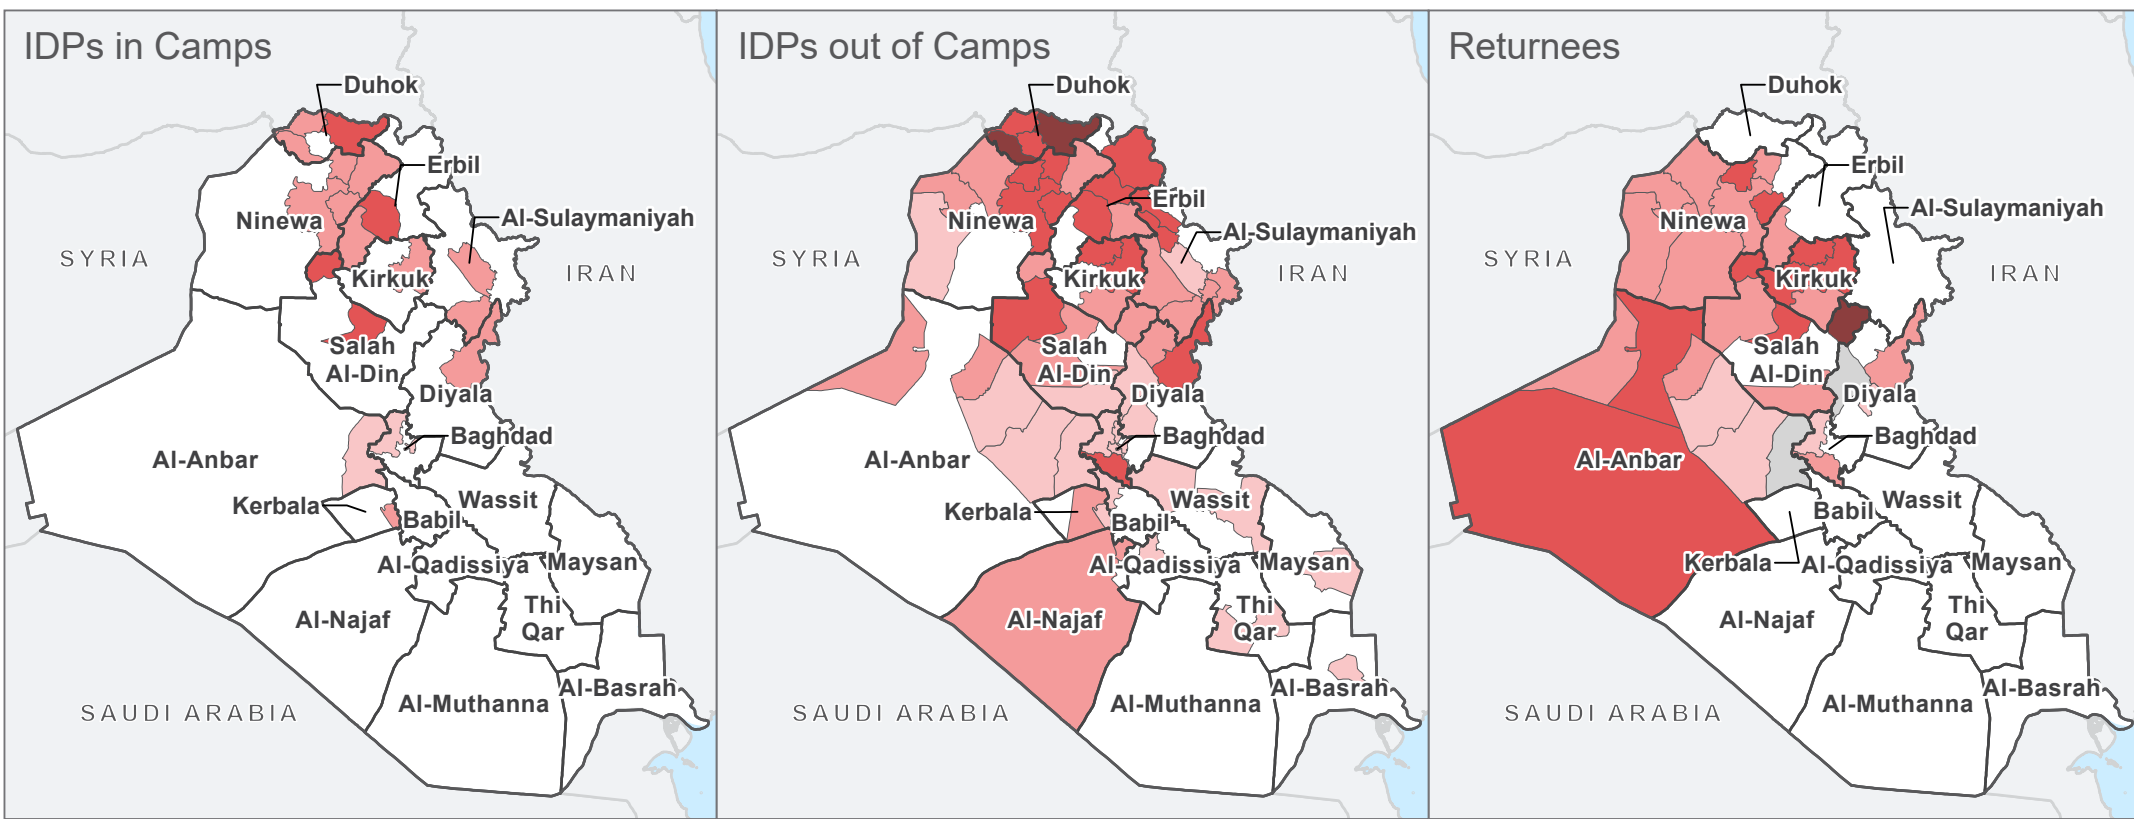 IDPs in Camps
Duhok
Erbil
Ninewa
Al-Sulaymaniyah
SYRIA
IRAN
Kirkuk
Salah
Al-Din
Diyala
Baghdad
Al-Anbar
Kerbala
Wassit
Babil
Al-Qadissiya
Maysan
Al-Najaf
Thi
Qar
Al-Muthanna
Al-Basrah
SAUDI ARABIA
IDPs out of Camps
Duhok
Erbil
Ninewa
Al-Sulaymaniyah
SYRIA
IRAN
Kirkuk
Salah
Al-Din
Diyala
Baghdad
Al-Anbar
Kerbala
Wassit
Babil
Al-Qadissiya
Maysan
Al-Najaf
Thi
Qar
Al-Muthanna
Al-Basrah
SAUDI ARABIA
Returnees
Duhok
Erbil
Ninewa
Al-Sulaymaniyah
SYRIA
IRAN
Kirkuk
Salah
Al-Din
Diyala
Baghdad
Al-Anbar
Wassit
Babil
Kerbala
Al-Qadissiya
Maysan
Al-Najaf
Thi
Qar
Al-Muthanna
Al-Basrah
SAUDI ARABIA